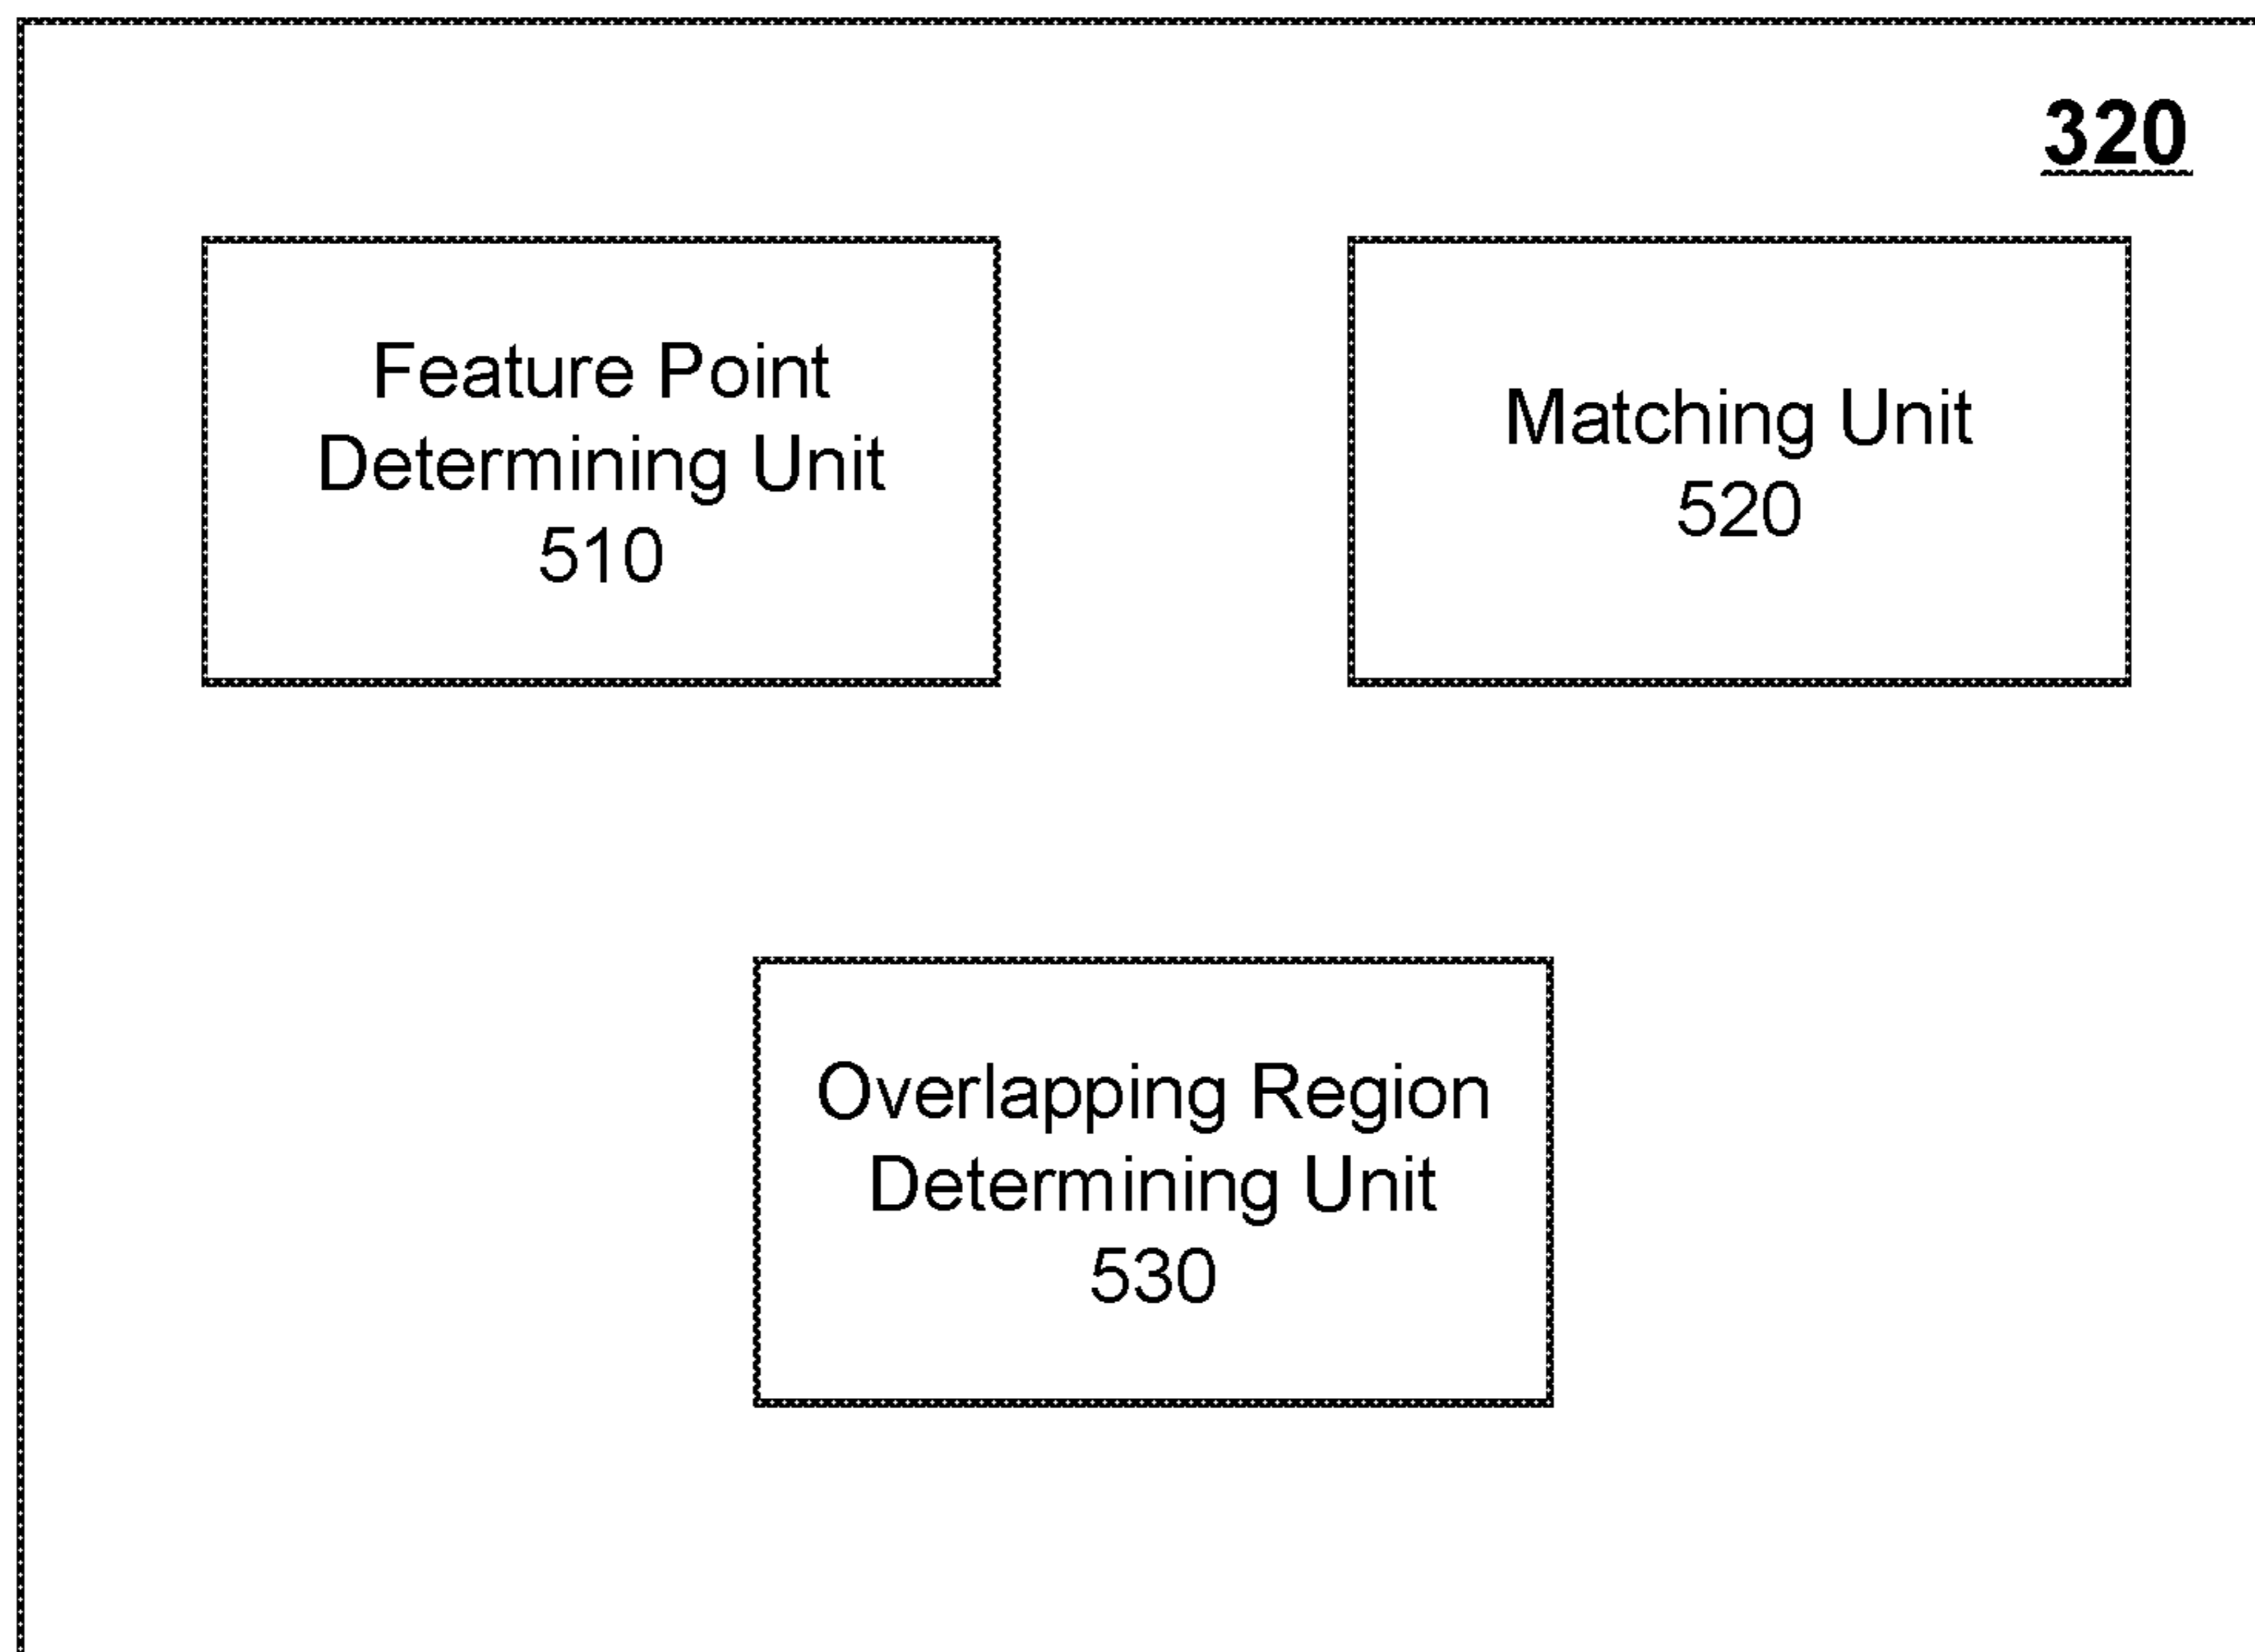 320
Feature Point
Determining Unit
510
Matching Unit
520
Overlapping Region
Determining Unit
530